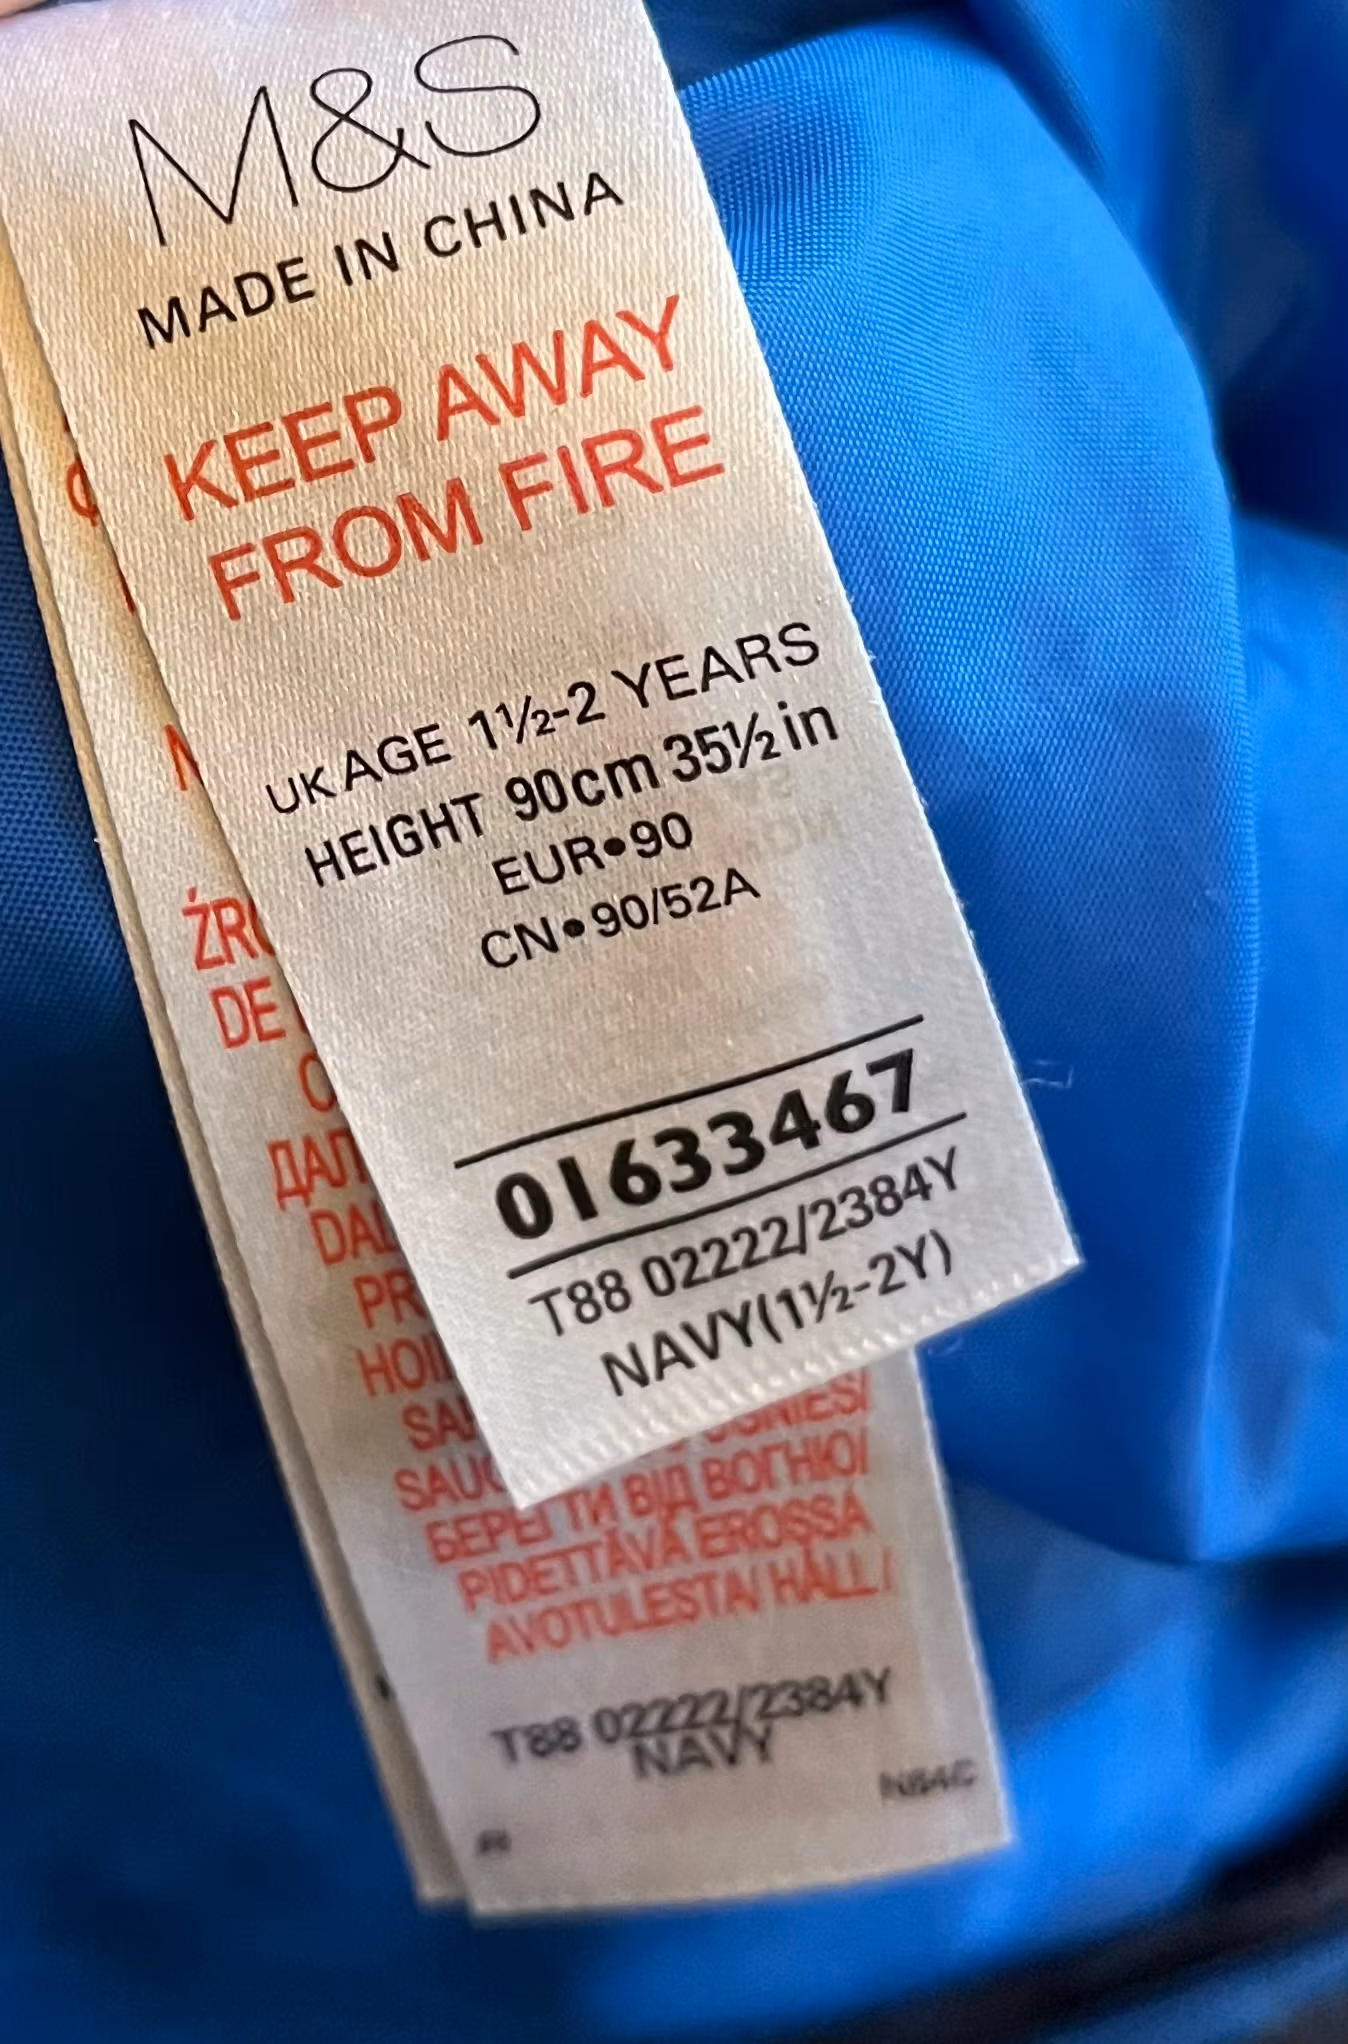 M&S
MADE IN CHINA
KEEP AWAY
FROM FIRE
UK AGE 1½-2 YEARS
HEIGHT 90cm 35½ in
EUR•90
CN•90/52A
01633467
T88 02222/2384Y
NAVY(1½-2Y)
БЕРЕГТИ ВІД ВОГНЮ/
PIDETTÄVÄ EROSSA
AVOTULESTA/ HÅLL /
T88 02222/2384Y
NAVY